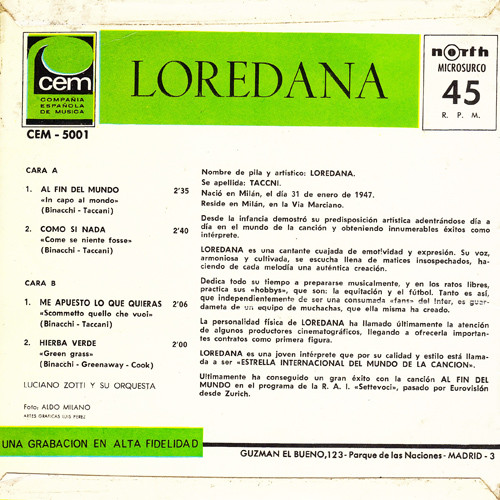 cem
COMPAÑIA
ESPAÑOLA
DE MUSICA
CEM - 5001
LOREDANA
north
MICROSURCO
45
R. P. M.
CARA A
1. AL FIN DEL MUNDO 2'35
«In capo al mondo»
(Binacchi - Taccani)
2. COMO SI NADA 2'40
«Come se niente fosse»
(Binacchi - Taccani)
CARA B
1. ME APUESTO LO QUE QUIERAS 2'06
«Scommetto quello che vuoi»
(Binacchi - Taccani)
2. HIERBA VERDE 2'00
«Green grass»
(Binacchi - Greenaway - Cook)
LUCIANO ZOTTI Y SU ORQUESTA
Foto: ALDO MILANO
ARTES GRAFICAS LUIS PEREZ
UNA GRABACION EN ALTA FIDELIDAD
Nombre de pila y artístico: LOREDANA.
Se apellida: TACCNI.
Nació en Milán, el día 31 de enero de 1947.
Reside en Milán, en la Via Marciano.
Desde la infancia demostró su predisposición artística adentrándose día a
día en el mundo de la canción y obteniendo innumerables éxitos como
intérprete.
LOREDANA es una cantante cuajada de emotividad y expresión. Su voz,
armoniosa y cultivada, se escucha llena de matices insospechados, ha-
ciendo de cada melodía una auténtica creación.
Dedica todo su tiempo a prepararse musicalmente, y en los ratos libres,
practica sus «hobbys», que son: la equitación y el fútbol. Tanto es así,
que independientemente de ser una consumada «fans» del Inter, es guar-
dameta de un equipo de muchachas, que ella misma ha creado.
La personalidad física de LOREDANA ha llamado últimamente la atención
de algunos productores cinematográficos, llegando a ofrecerla importan-
tes contratos como primera figura.
LOREDANA es una joven intérprete que por su calidad y estilo está llama-
da a ser «ESTRELLA INTERNACIONAL DEL MUNDO DE LA CANCION».
Ultimamente ha conseguido un gran éxito con la canción AL FIN DEL
MUNDO en el programa de la R. A. I. «Settevoci», pasado por Eurovisión
desde Zurich.
GUZMAN EL BUENO, 123 - Parque de las Naciones - MADRID - 3